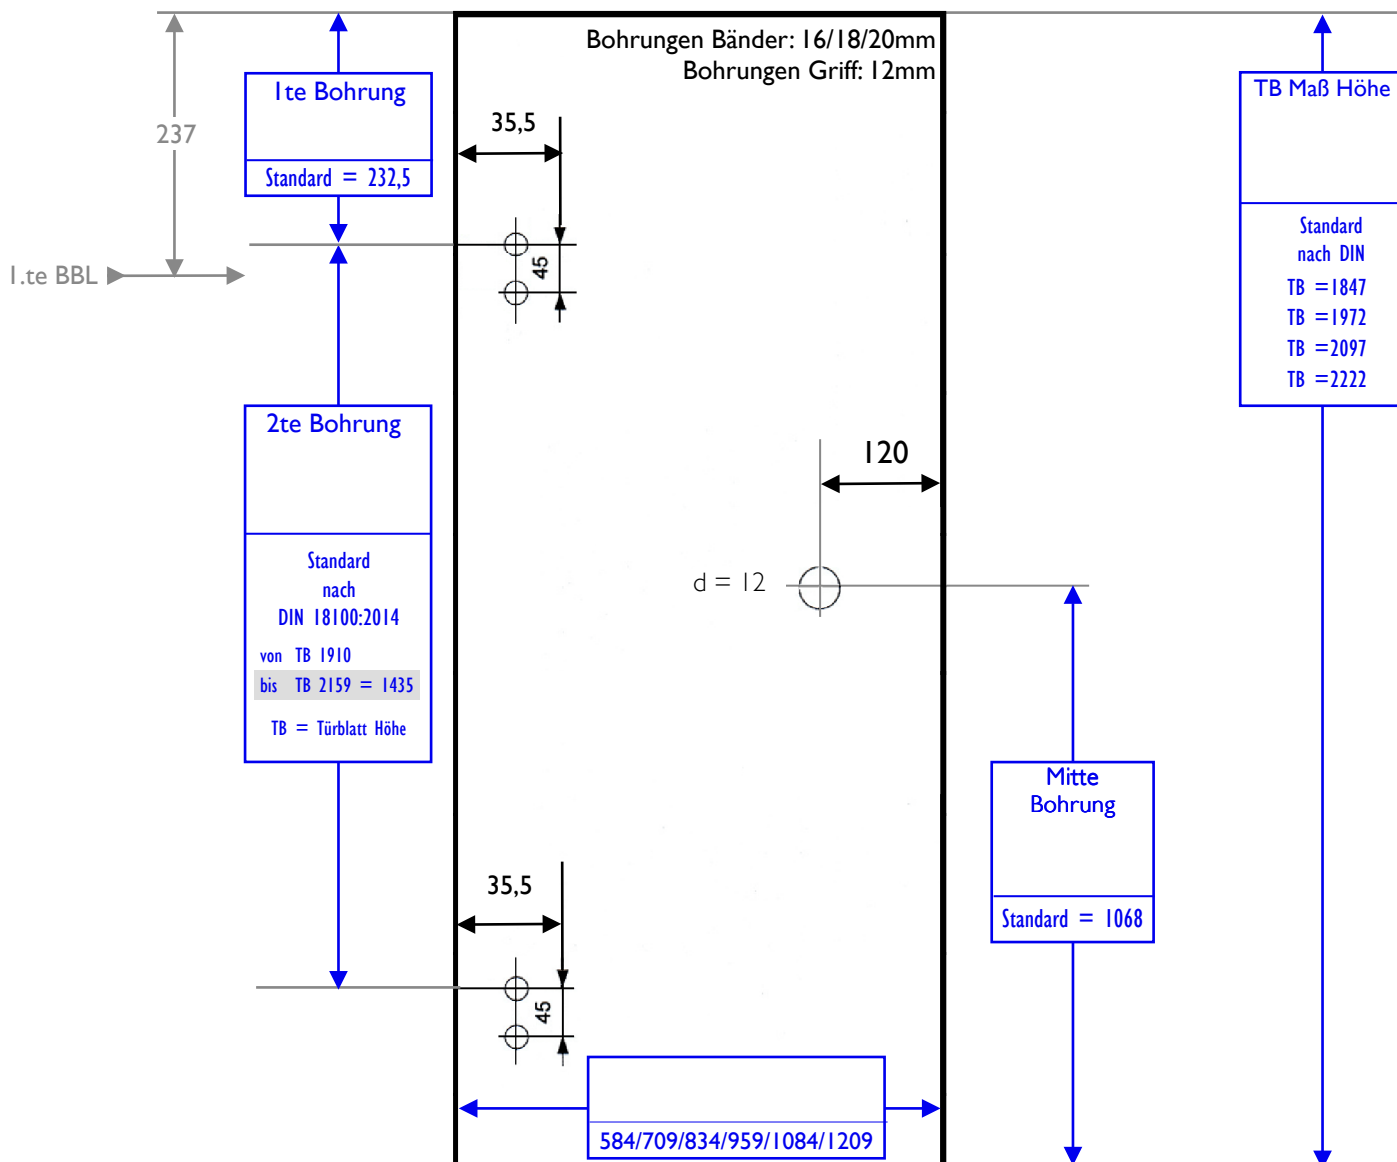 Bohrungen Bänder: 16/18/20mm
Bohrungen Griff: 12mm
237
1te Bohrung
Standard = 232,5
35,5
45
1.te BBL
TB Maß Höhe
Standard
nach DIN
TB =1847
TB =1972
TB =2097
TB =2222
2te Bohrung
Standard
nach
DIN 18100:2014
von TB 1910
bis TB 2159 = 1435
TB = Türblatt Höhe
120
d = 12
Mitte
Bohrung
Standard = 1068
35,5
45
584/709/834/959/1084/1209